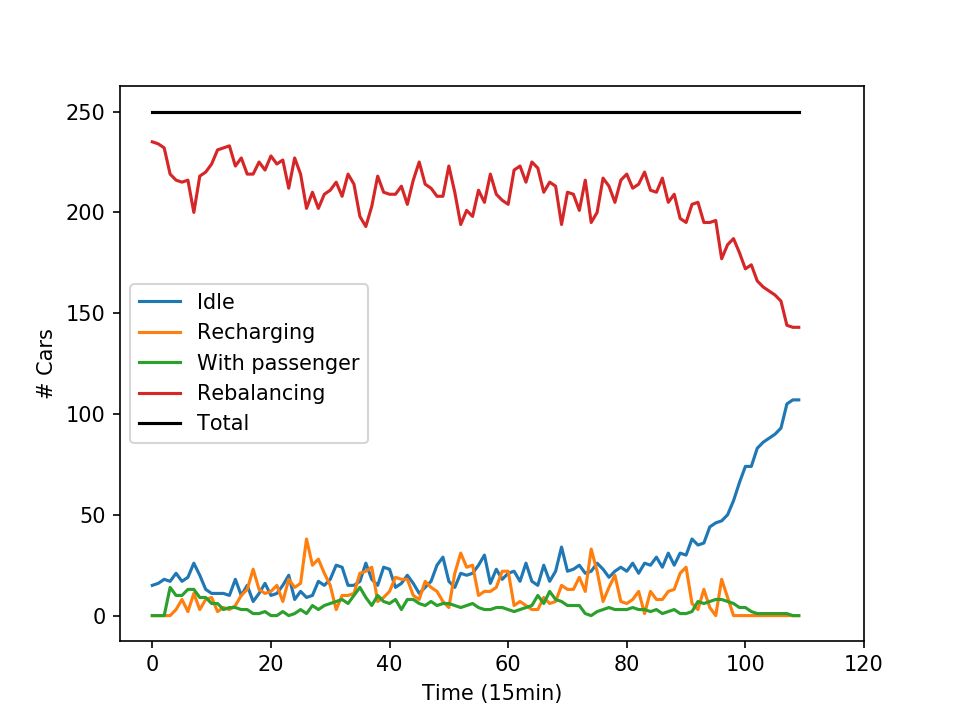 250
200
150
100
50
0
# Cars
Idle
Recharging
With passenger
Rebalancing
Total
0 20 40 60 80 100 120
Time (15min)